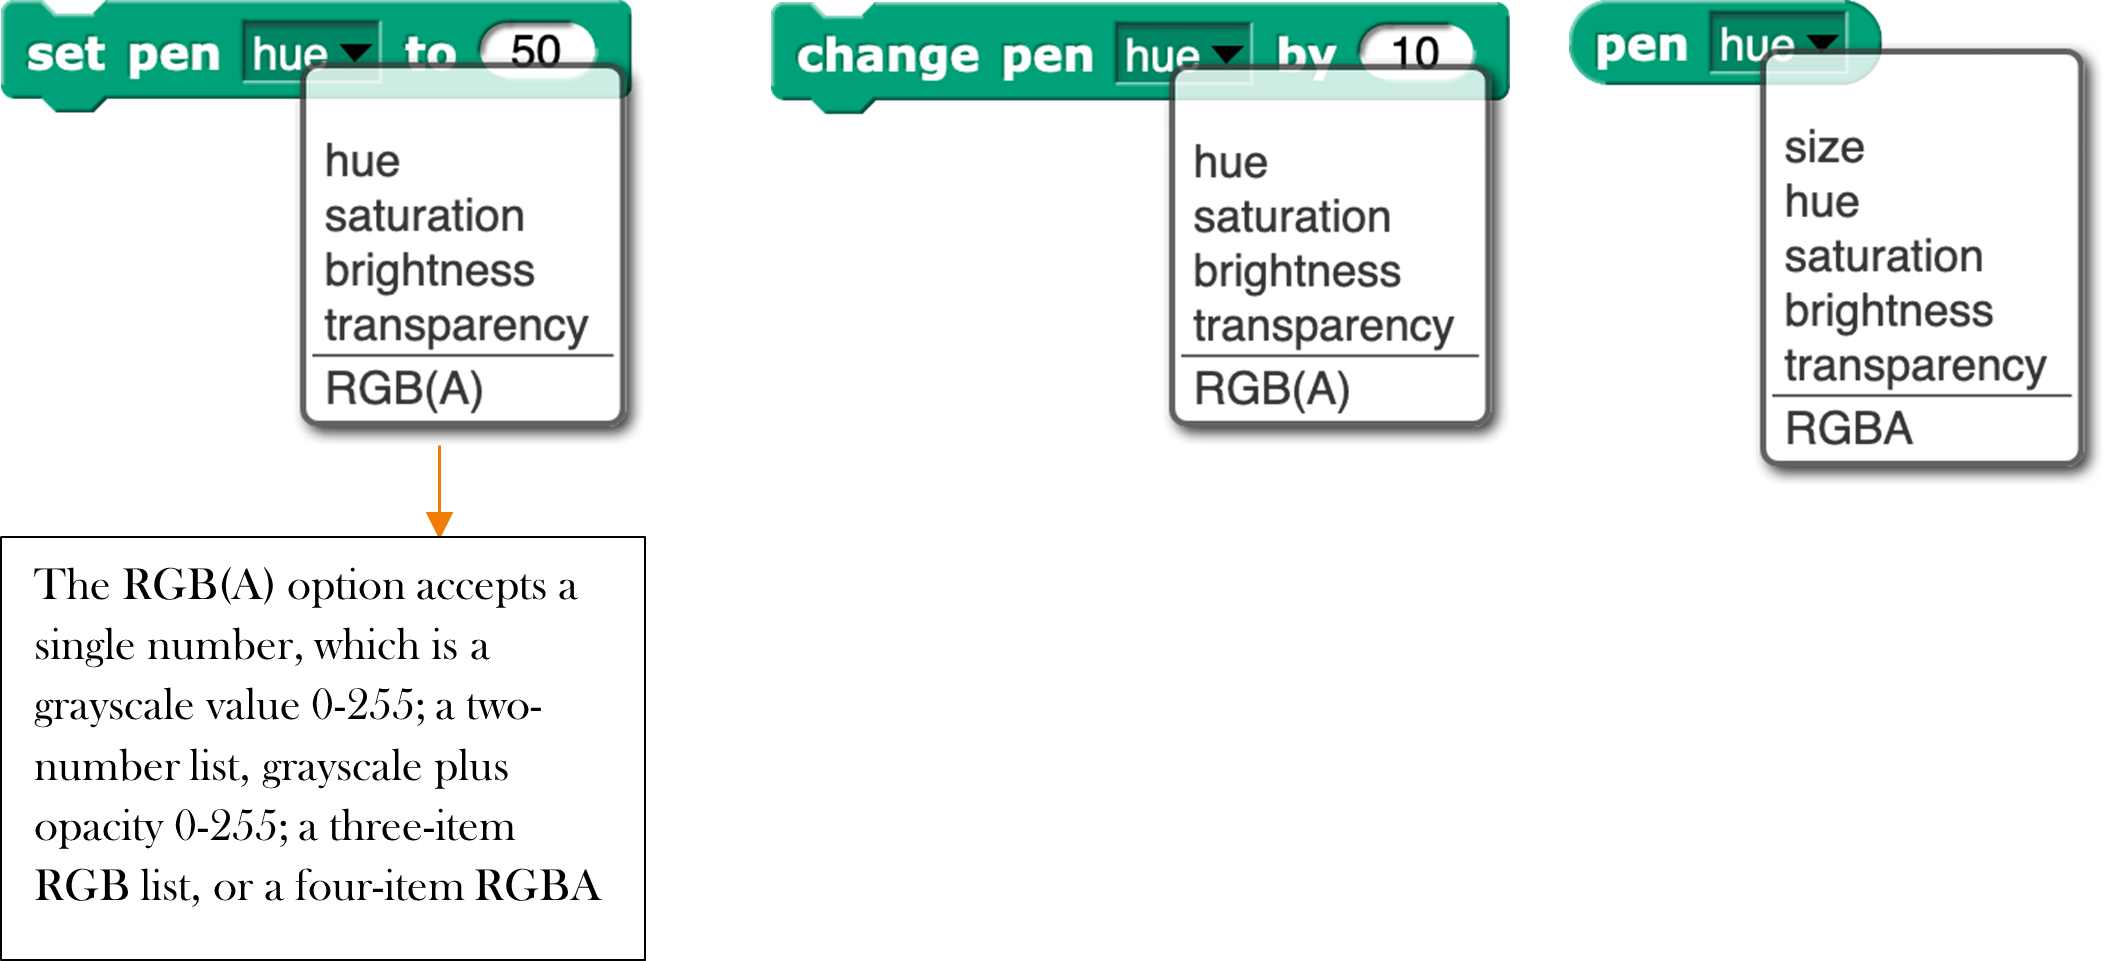 set pen hue to 50
hue
saturation
brightness
transparency
RGB(A)
change pen hue by 10
hue
saturation
brightness
transparency
RGB(A)
pen hue
size
hue
saturation
brightness
transparency
RGBA
The RGB(A) option accepts a
single number, which is a
grayscale value 0-255; a two-
number list, grayscale plus
opacity 0-255; a three-item
RGB list, or a four-item RGBA